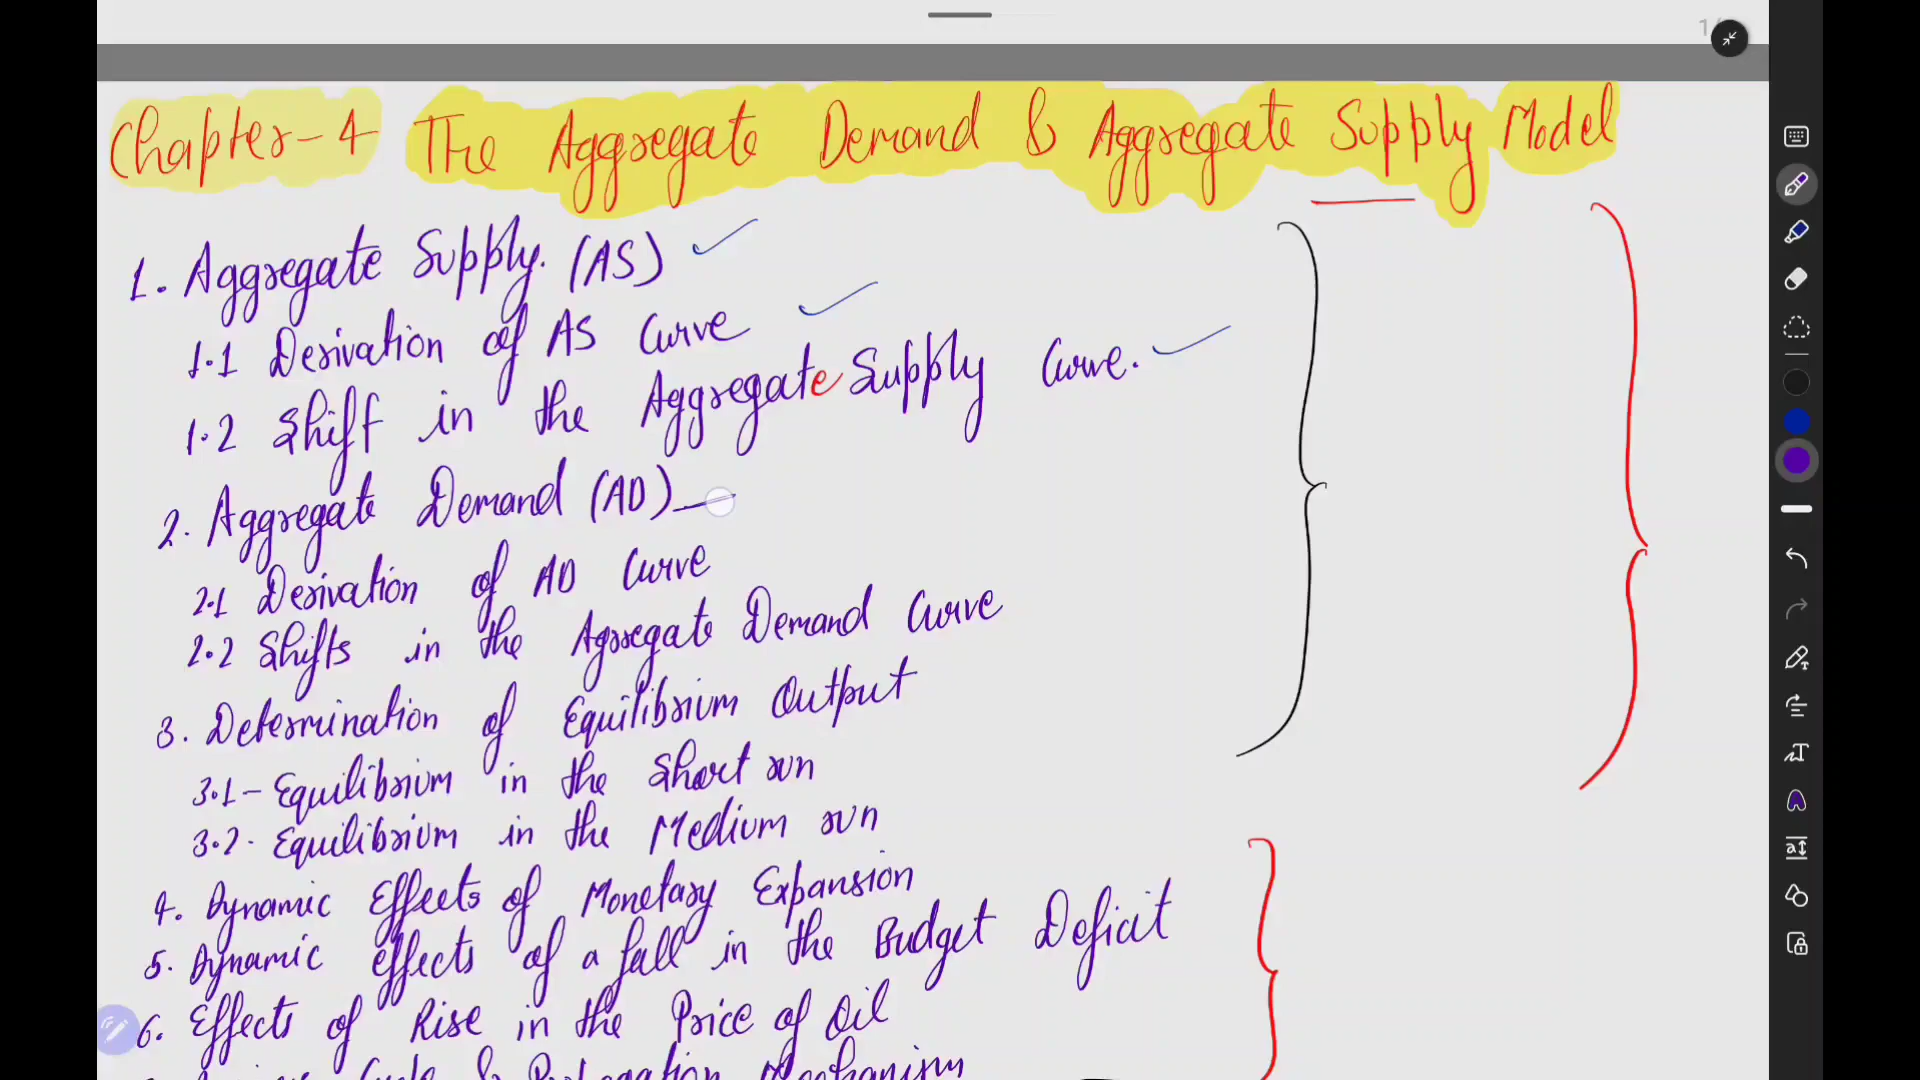 Chapter-4 The Aggregate Demand & Aggregate Supply Model
1. Aggregate Supply. (AS)
1.1 Derivation of AS Curve
1.2 Shift in the Aggregate Supply Curve.
2. Aggregate Demand (AD)
2.1 Derivation of AD Curve
2.2 Shifts in the Aggregate Demand Curve
3. Determination of Equilibrium Output
3.1- Equilibrium in the Short run
3.2. Equilibrium in the Medium run
4. Dynamic Effects of Monetary Expansion
5. Dynamic effects of a fall in the Budget Deficit
6. Effects of Rise in the Price of Oil
Cycle & Propagation Mechanism